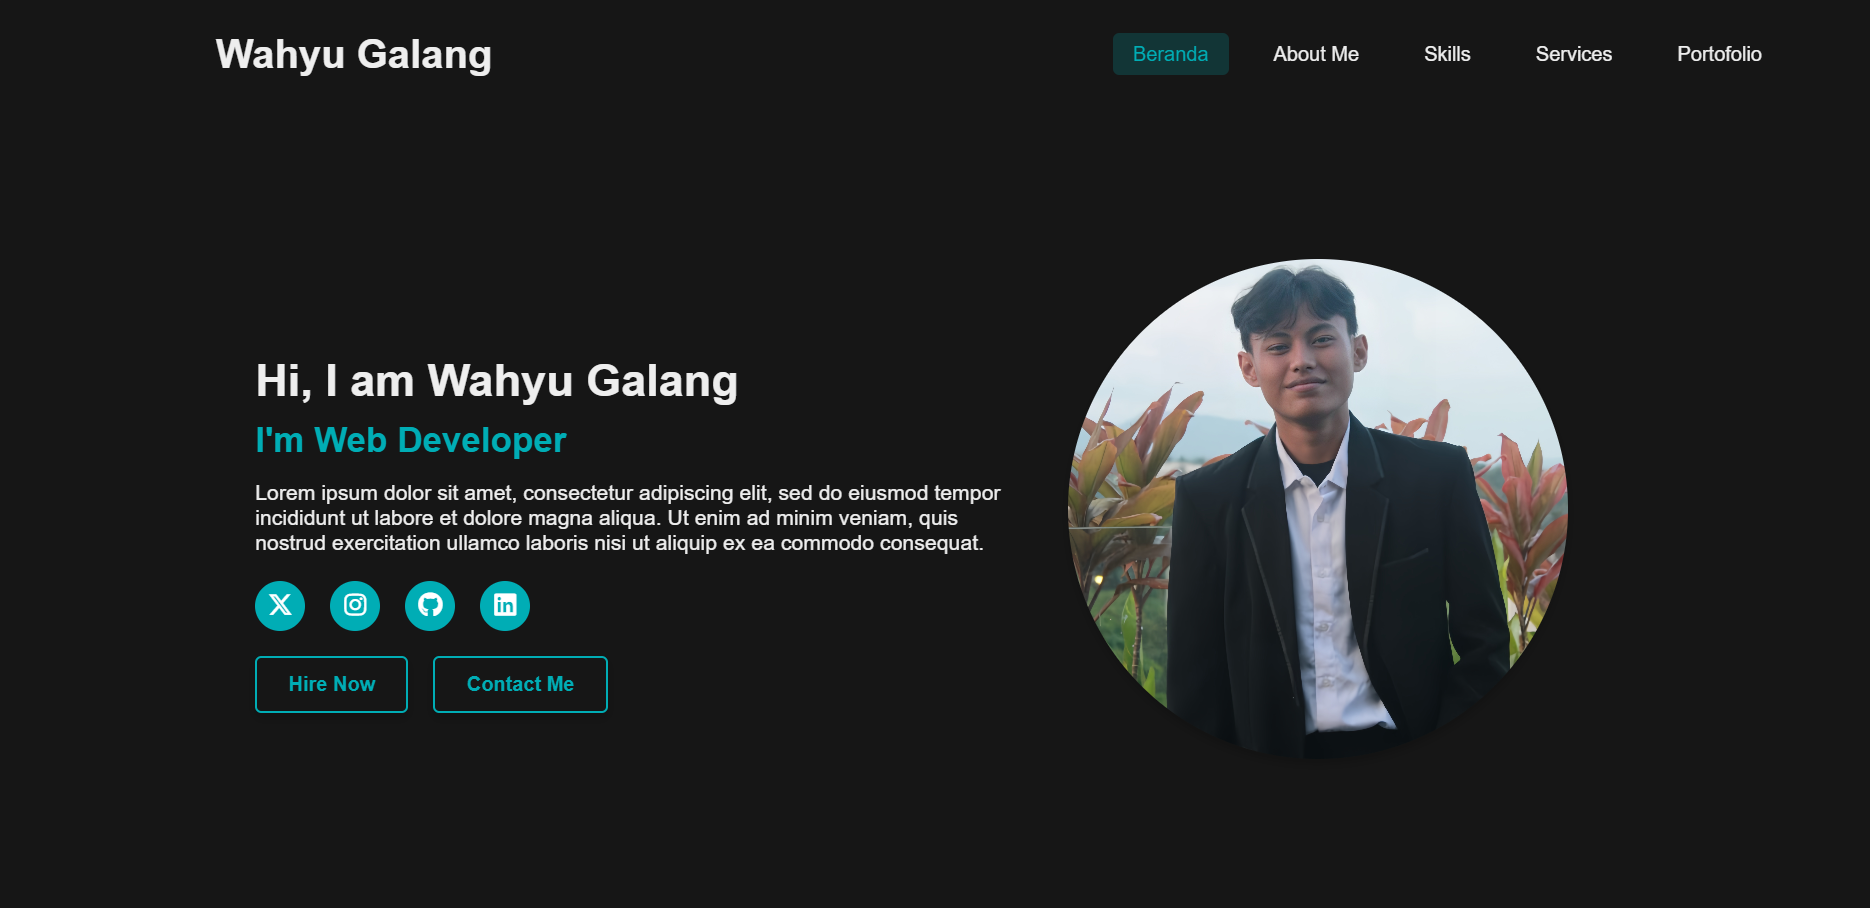 Wahyu Galang
Beranda About Me Skills Services Portofolio
Hi, I am Wahyu Galang
I'm Web Developer
Lorem ipsum dolor sit amet, consectetur adipiscing elit, sed do eiusmod tempor
incididunt ut labore et dolore magna aliqua. Ut enim ad minim veniam, quis
nostrud exercitation ullamco laboris nisi ut aliquip ex ea commodo consequat.
Hire Now Contact Me